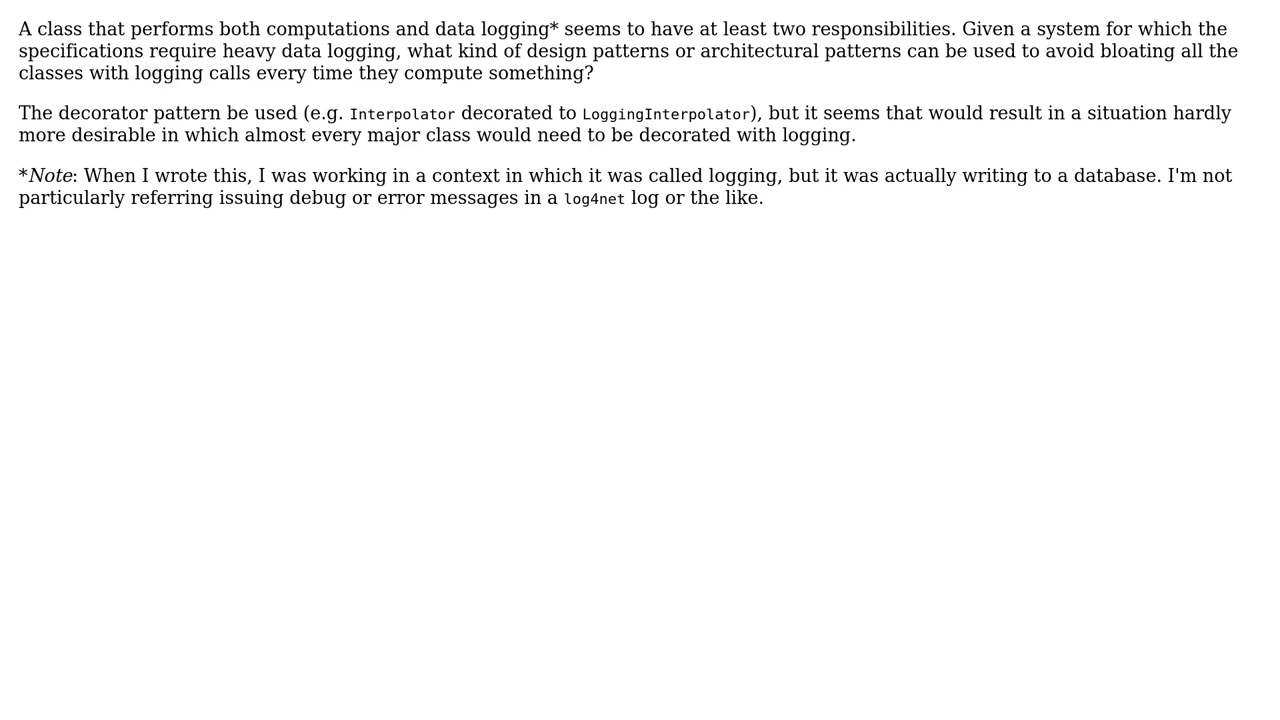 A class that performs both computations and data logging* seems to have at least two responsibilities. Given a system for which the
specifications require heavy data logging, what kind of design patterns or architectural patterns can be used to avoid bloating all the
classes with logging calls every time they compute something?
The decorator pattern be used (e.g. Interpolator decorated to LoggingInterpolator), but it seems that would result in a situation hardly
more desirable in which almost every major class would need to be decorated with logging.
*Note: When I wrote this, I was working in a context in which it was called logging, but it was actually writing to a database. I'm not
particularly referring issuing debug or error messages in a log4net log or the like.